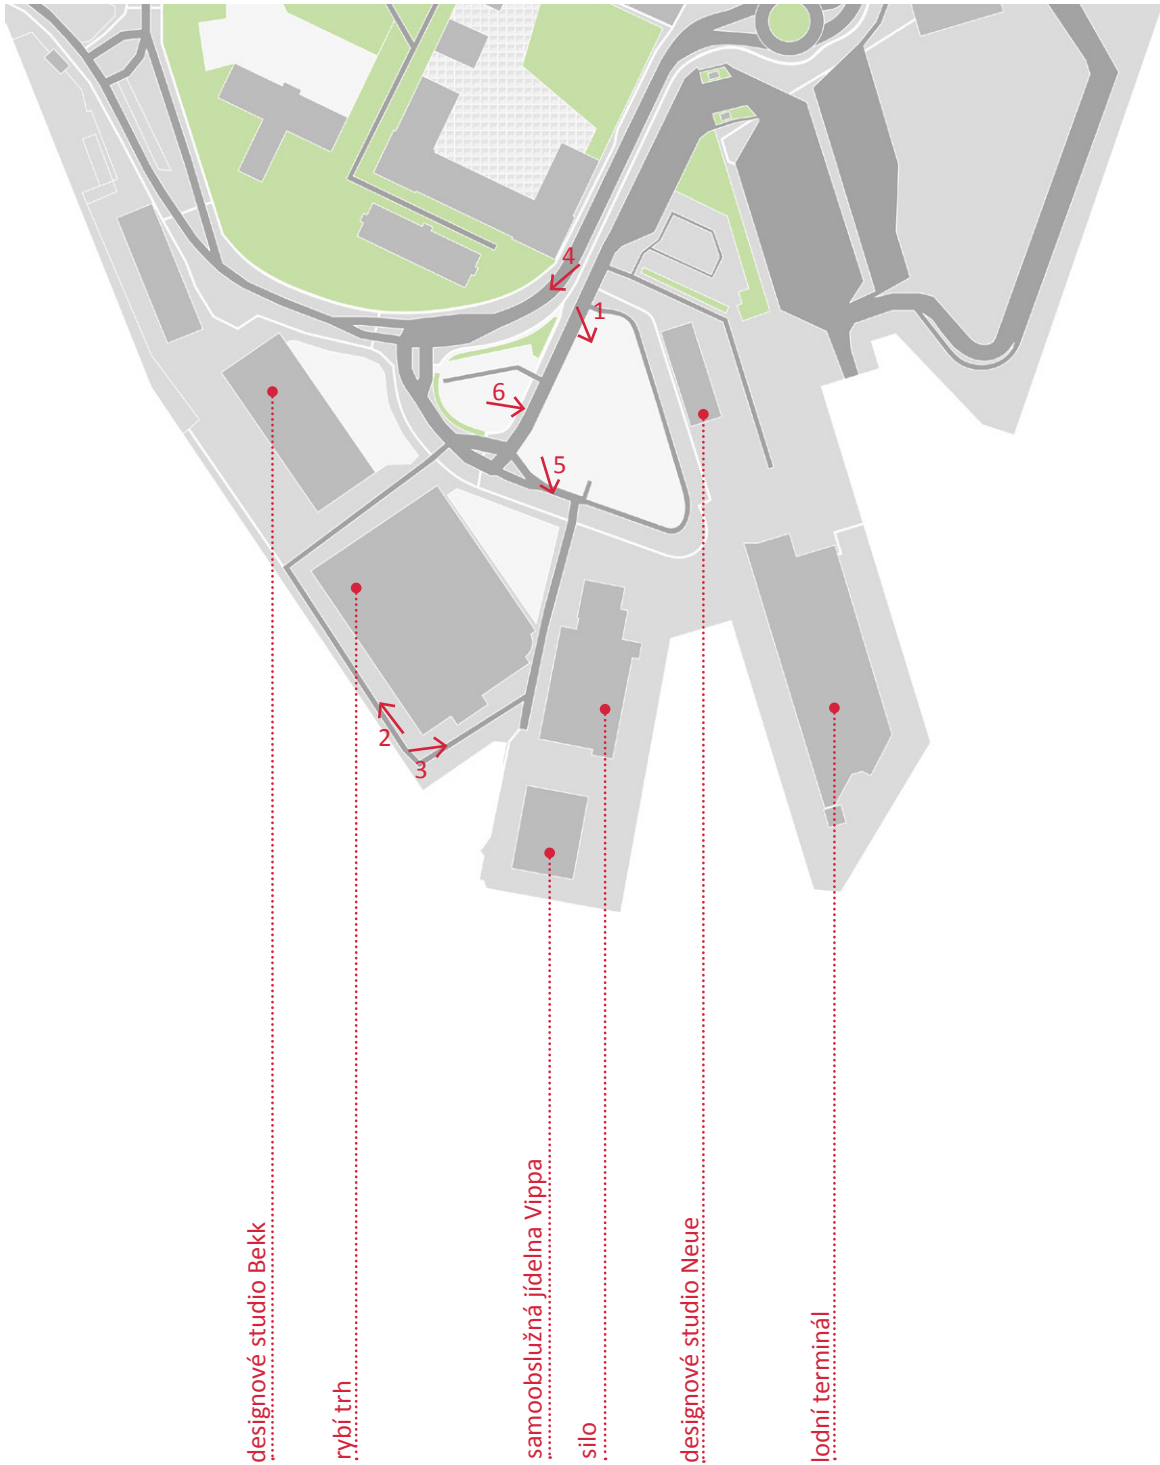 4
1
6
5
2
3
designové studio Bekk
rybí trh
samoobslužná jídelna Vippa
silo
designové studio Neue
lodní terminál